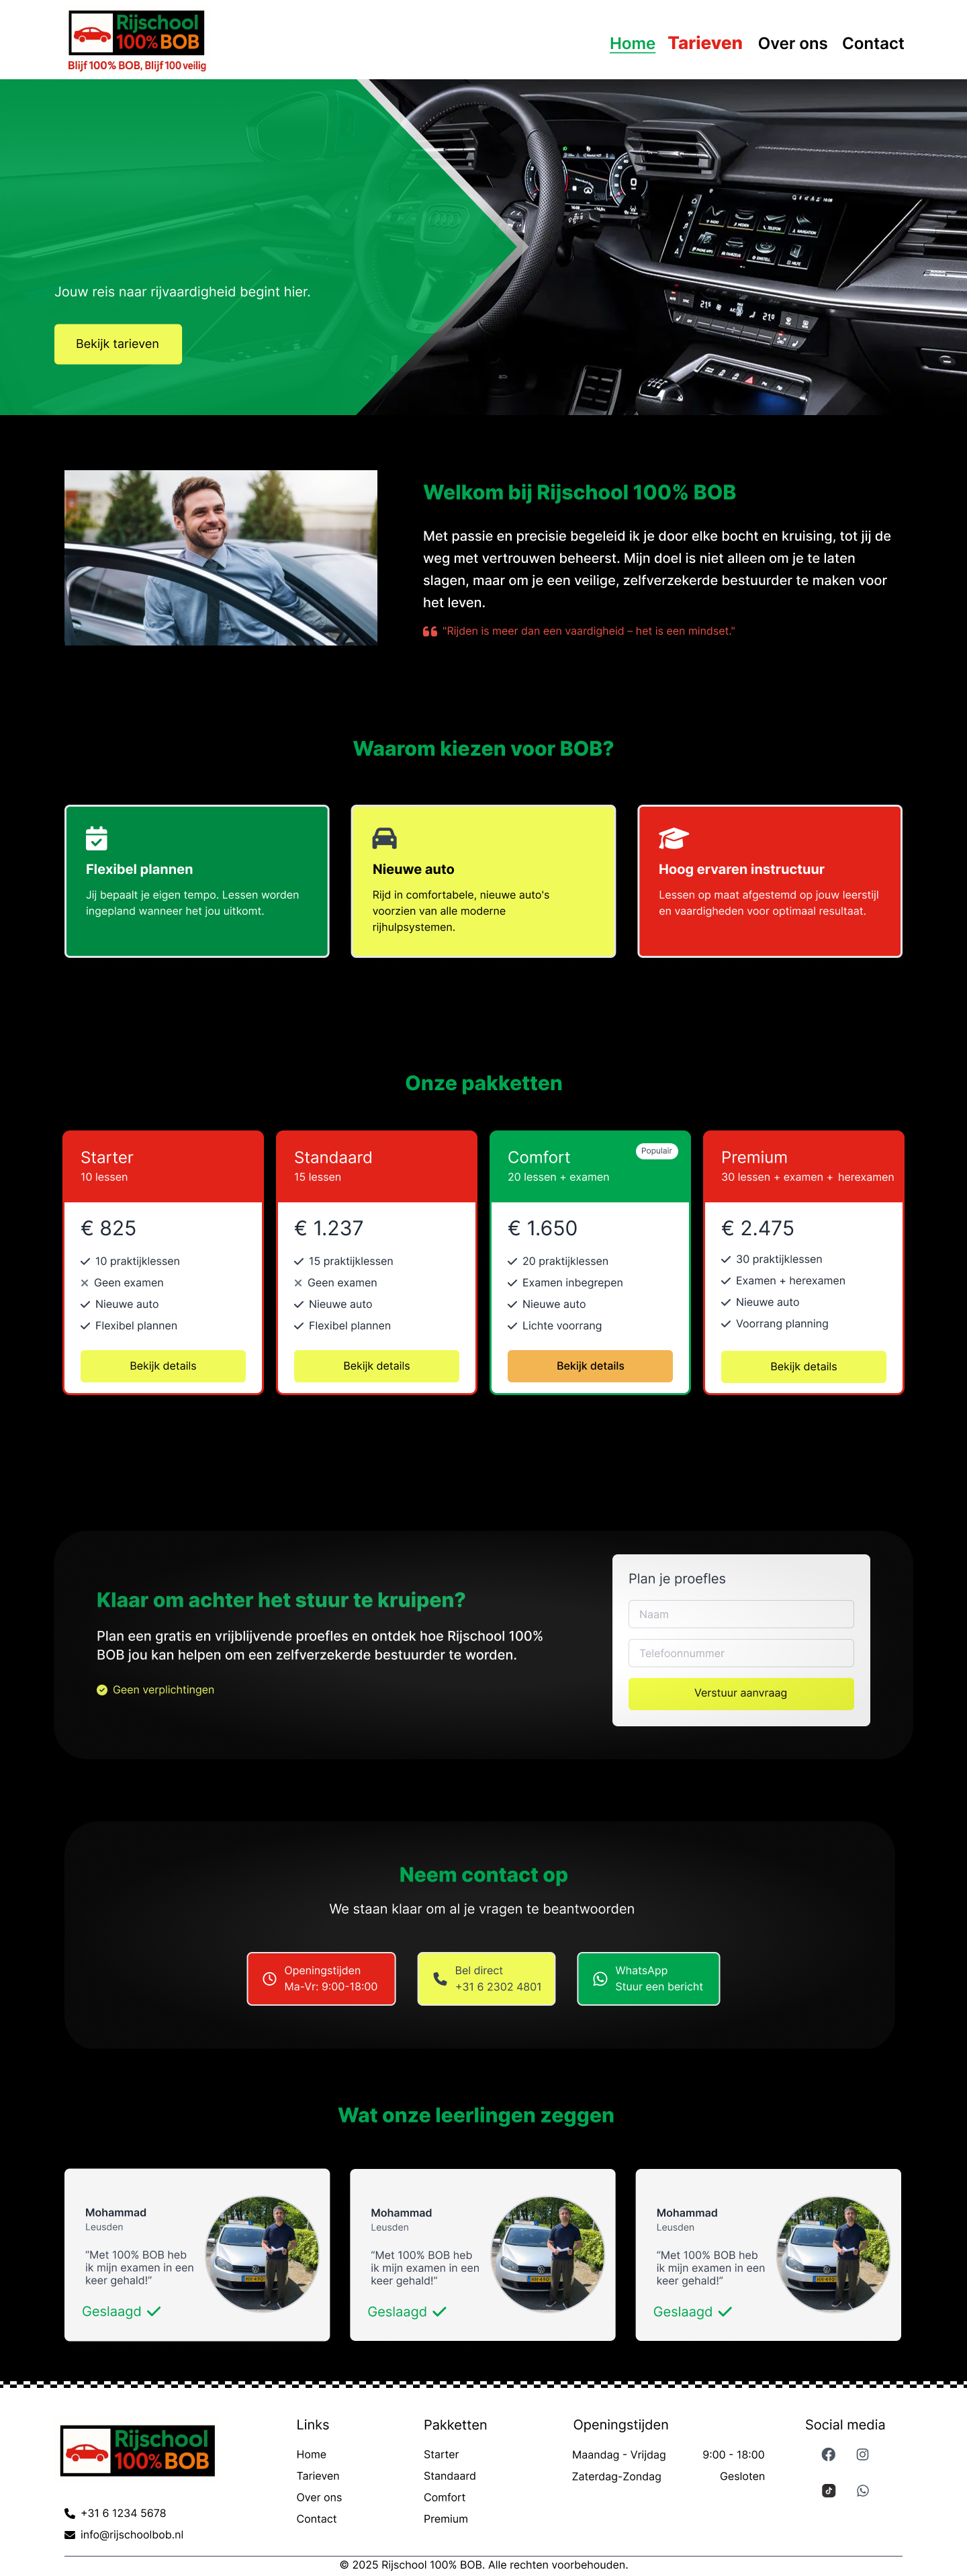 Rijschool
100% BOB
Blijf 100% BOB, Blijf 100 veilig
Home Tarieven Over ons Contact
Jouw reis naar rijvaardigheid begint hier.
Bekijk tarieven
Welkom bij Rijschool 100% BOB
Met passie en precisie begeleid ik je door elke bocht en kruising, tot jij de
weg met vertrouwen beheerst. Mijn doel is niet alleen om je te laten
slagen, maar om je een veilige, zelfverzekerde bestuurder te maken voor
het leven.
"Rijden is meer dan een vaardigheid – het is een mindset."
Waarom kiezen voor BOB?
Flexibel plannen
Jij bepaalt je eigen tempo. Lessen worden
ingepland wanneer het jou uitkomt.
Nieuwe auto
Rijd in comfortabele, nieuwe auto's
voorzien van alle moderne
rijhulpsystemen.
Hoog ervaren instructuur
Lessen op maat afgestemd op jouw leerstijl
en vaardigheden voor optimaal resultaat.
Onze pakketten
Starter
10 lessen
€ 825
10 praktijklessen
Geen examen
Nieuwe auto
Flexibel plannen
Bekijk details
Standaard
15 lessen
€ 1.237
15 praktijklessen
Geen examen
Nieuwe auto
Flexibel plannen
Bekijk details
Comfort
Populair
20 lessen + examen
€ 1.650
20 praktijklessen
Examen inbegrepen
Nieuwe auto
Lichte voorrang
Bekijk details
Premium
30 lessen + examen + herexamen
€ 2.475
30 praktijklessen
Examen + herexamen
Nieuwe auto
Voorrang planning
Bekijk details
Klaar om achter het stuur te kruipen?
Plan een gratis en vrijblijvende proefles en ontdek hoe Rijschool 100%
BOB jou kan helpen om een zelfverzekerde bestuurder te worden.
Geen verplichtingen
Plan je proefles
Naam
Telefoonnummer
Verstuur aanvraag
Neem contact op
We staan klaar om al je vragen te beantwoorden
Openingstijden
Ma-Vr: 9:00-18:00
Bel direct
+31 6 2302 4801
WhatsApp
Stuur een bericht
Wat onze leerlingen zeggen
Mohammad
Leusden
“Met 100% BOB heb
ik mijn examen in een
keer gehald!”
Geslaagd
Mohammad
Leusden
“Met 100% BOB heb
ik mijn examen in een
keer gehald!”
Geslaagd
Mohammad
Leusden
“Met 100% BOB heb
ik mijn examen in een
keer gehald!”
Geslaagd
Rijschool
100% BOB
+31 6 1234 5678
info@rijschoolbob.nl
Links
Home
Tarieven
Over ons
Contact
Pakketten
Starter
Standaard
Comfort
Premium
Openingstijden
Maandag - Vrijdag 9:00 - 18:00
Zaterdag-Zondag Gesloten
Social media
© 2025 Rijschool 100% BOB. Alle rechten voorbehouden.